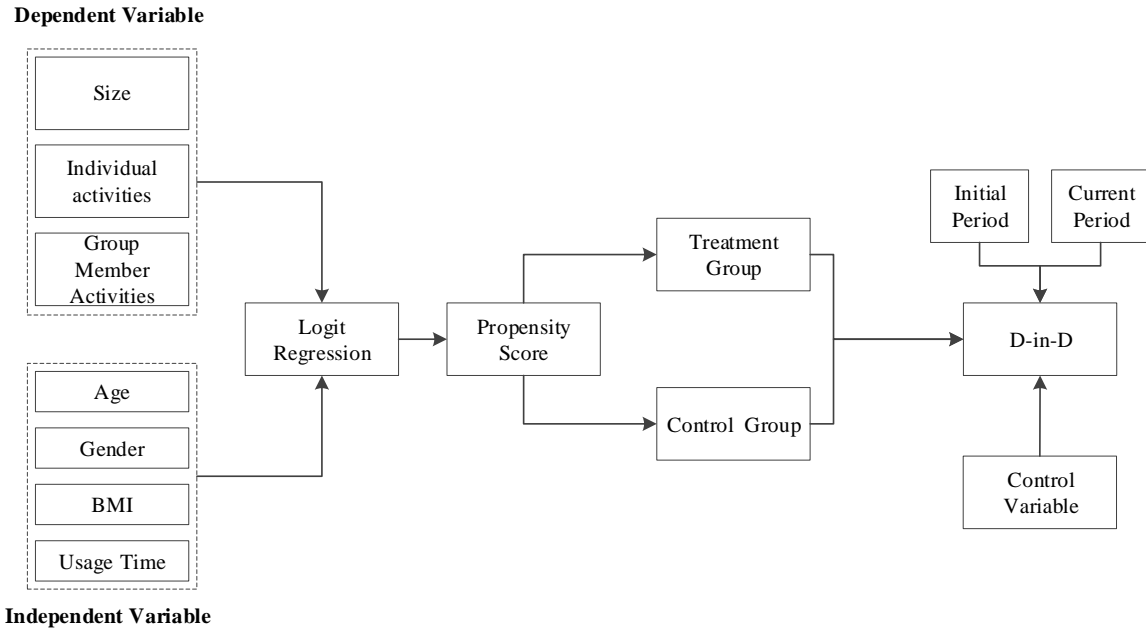 Dependent Variable
Size
Individual
activities
Group
Member
Activities
Age
Gender
BMI
Usage Time
Independent Variable
Logit
Regression
Propensity
Score
Treatment
Group
Control Group
Initial
Period
Current
Period
D-in-D
Control
Variable